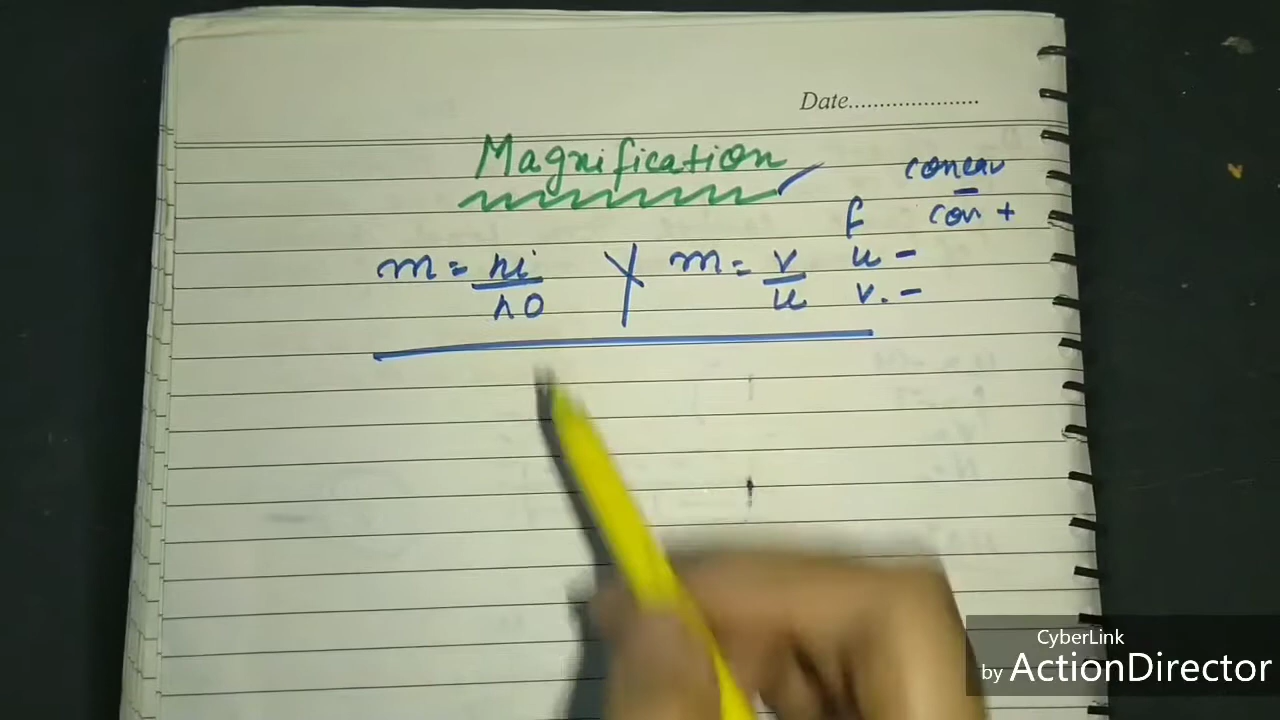 Date.....................
Magnification
concav
-
f con +
m = hi/ho m = v/u u -
v. -
CyberLink
by ActionDirector